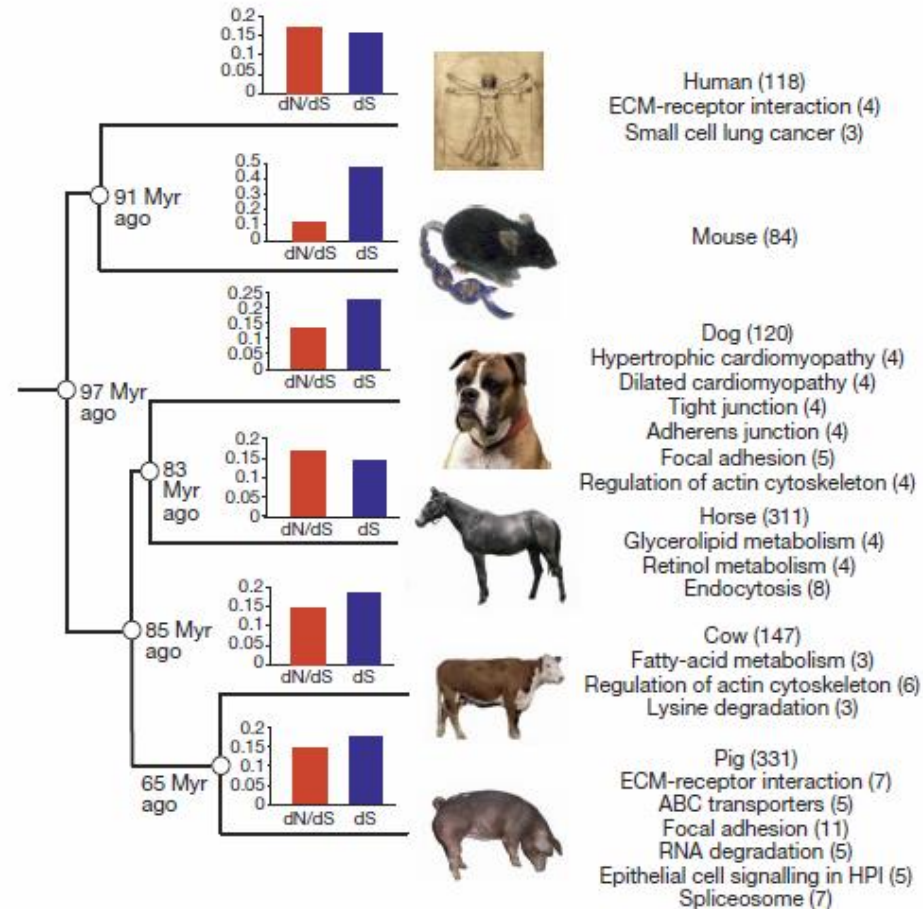 0.2
0.15
0.1
0.05
0
dN/dS dS
Human (118)
ECM-receptor interaction (4)
Small cell lung cancer (3)
91 Myr
ago
0.5
0.4
0.3
0.2
0.1
0
dN/dS dS
Mouse (84)
97 Myr
ago
0.25
0.2
0.15
0.1
0.05
dN/dS dS
Dog (120)
Hypertrophic cardiomyopathy (4)
Dilated cardiomyopathy (4)
Tight junction (4)
Adherens junction (4)
Focal adhesion (5)
Regulation of actin cytoskeleton (4)
83
Myr
ago
0.2
0.15
0.1
0.05
0
dN/dS dS
Horse (311)
Glycerolipid metabolism (4)
Retinol metabolism (4)
Endocytosis (8)
85 Myr
ago
0.2
0.15
0.1
0.05
0
dN/dS dS
Cow (147)
Fatty-acid metabolism (3)
Regulation of actin cytoskeleton (6)
Lysine degradation (3)
65 Myr
ago
0.2
0.15
0.1
0.05
0
dN/dS dS
Pig (331)
ECM-receptor interaction (7)
ABC transporters (5)
Focal adhesion (11)
RNA degradation (5)
Epithelial cell signalling in HPI (5)
Spliceosome (7)